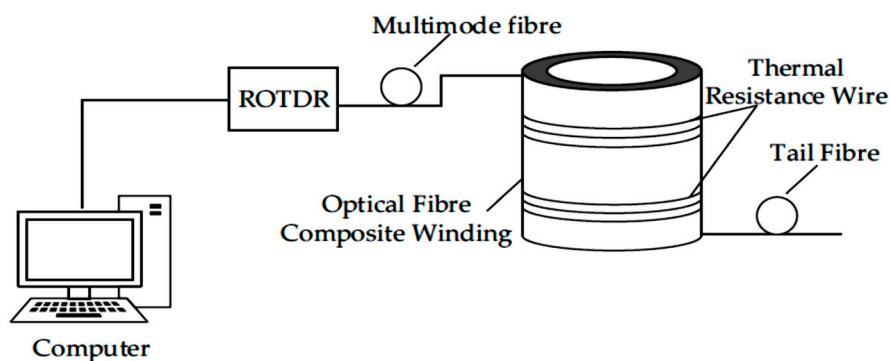 Multimode fibre
ROTDR
Thermal
Resistance Wire
Tail Fibre
Optical Fibre
Composite Winding
Computer